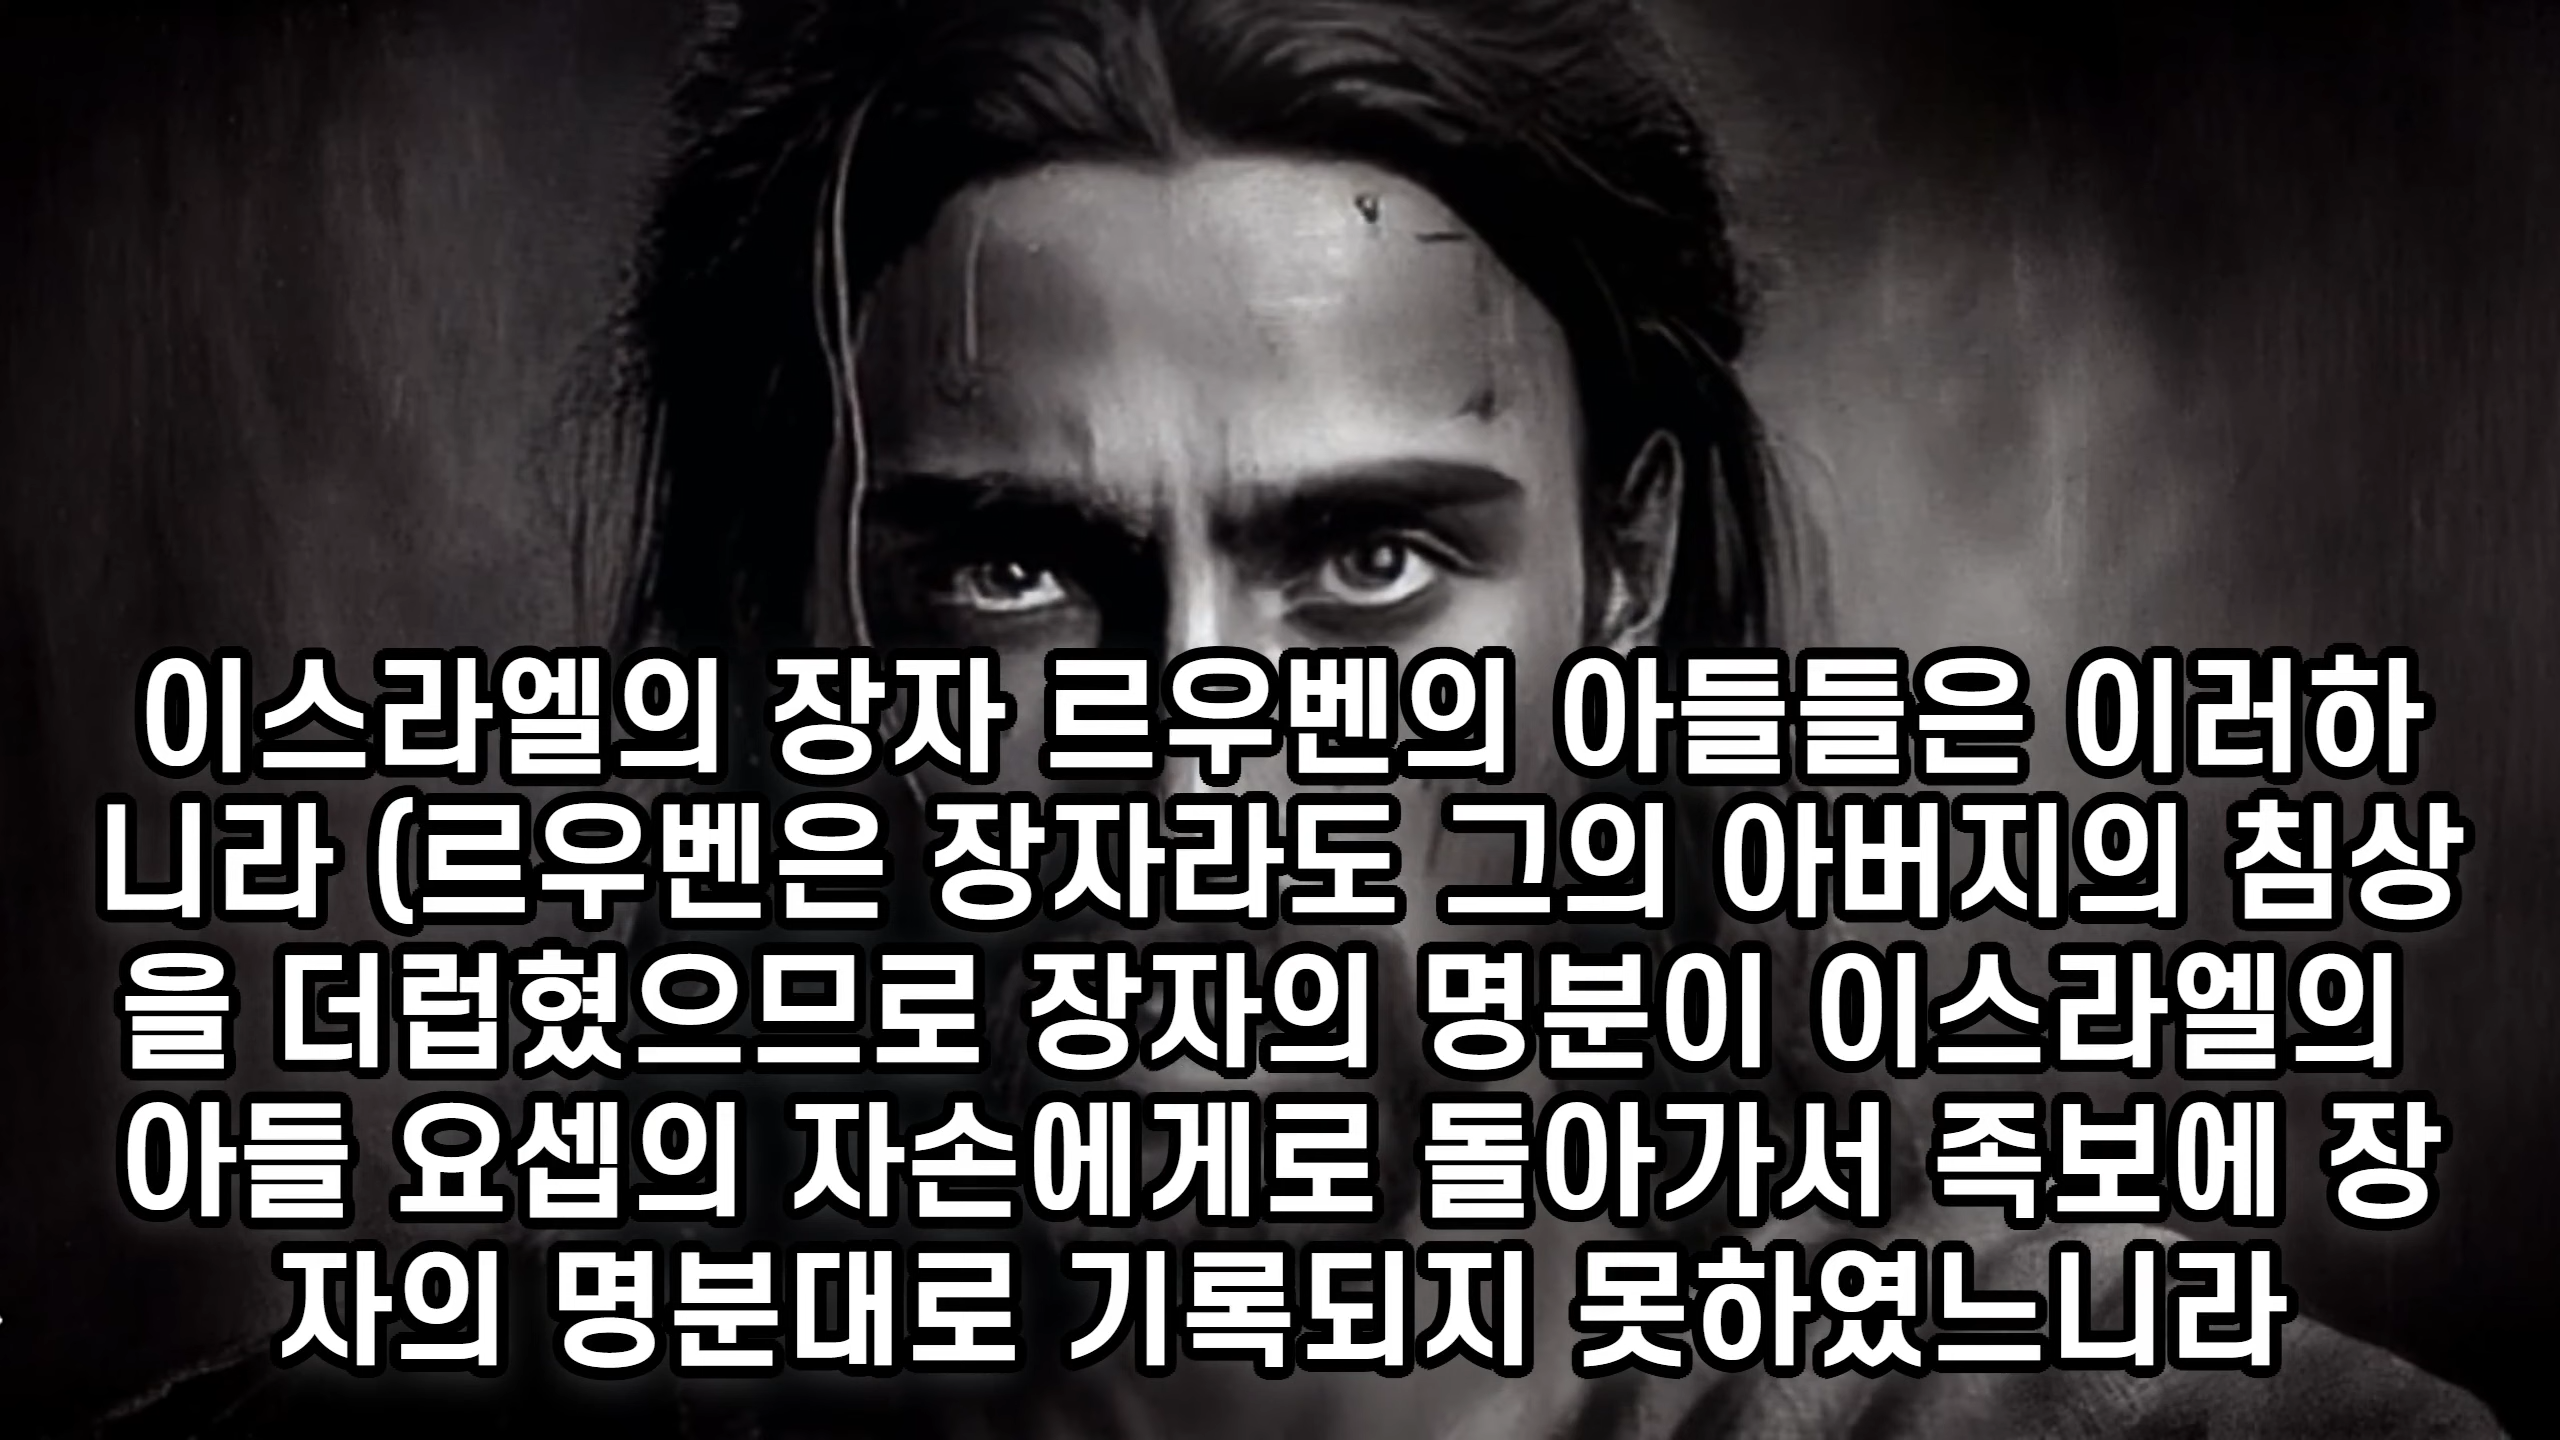 이스라엘의 장자 르우벤의 아들들은 이러하
니라 (르우벤은 장자라도 그의 아버지의 침상
을 더럽혔으므로 장자의 명분이 이스라엘의
아들 요셉의 자손에게로 돌아가서 족보에 장
자의 명분대로 기록되지 못하였느니라